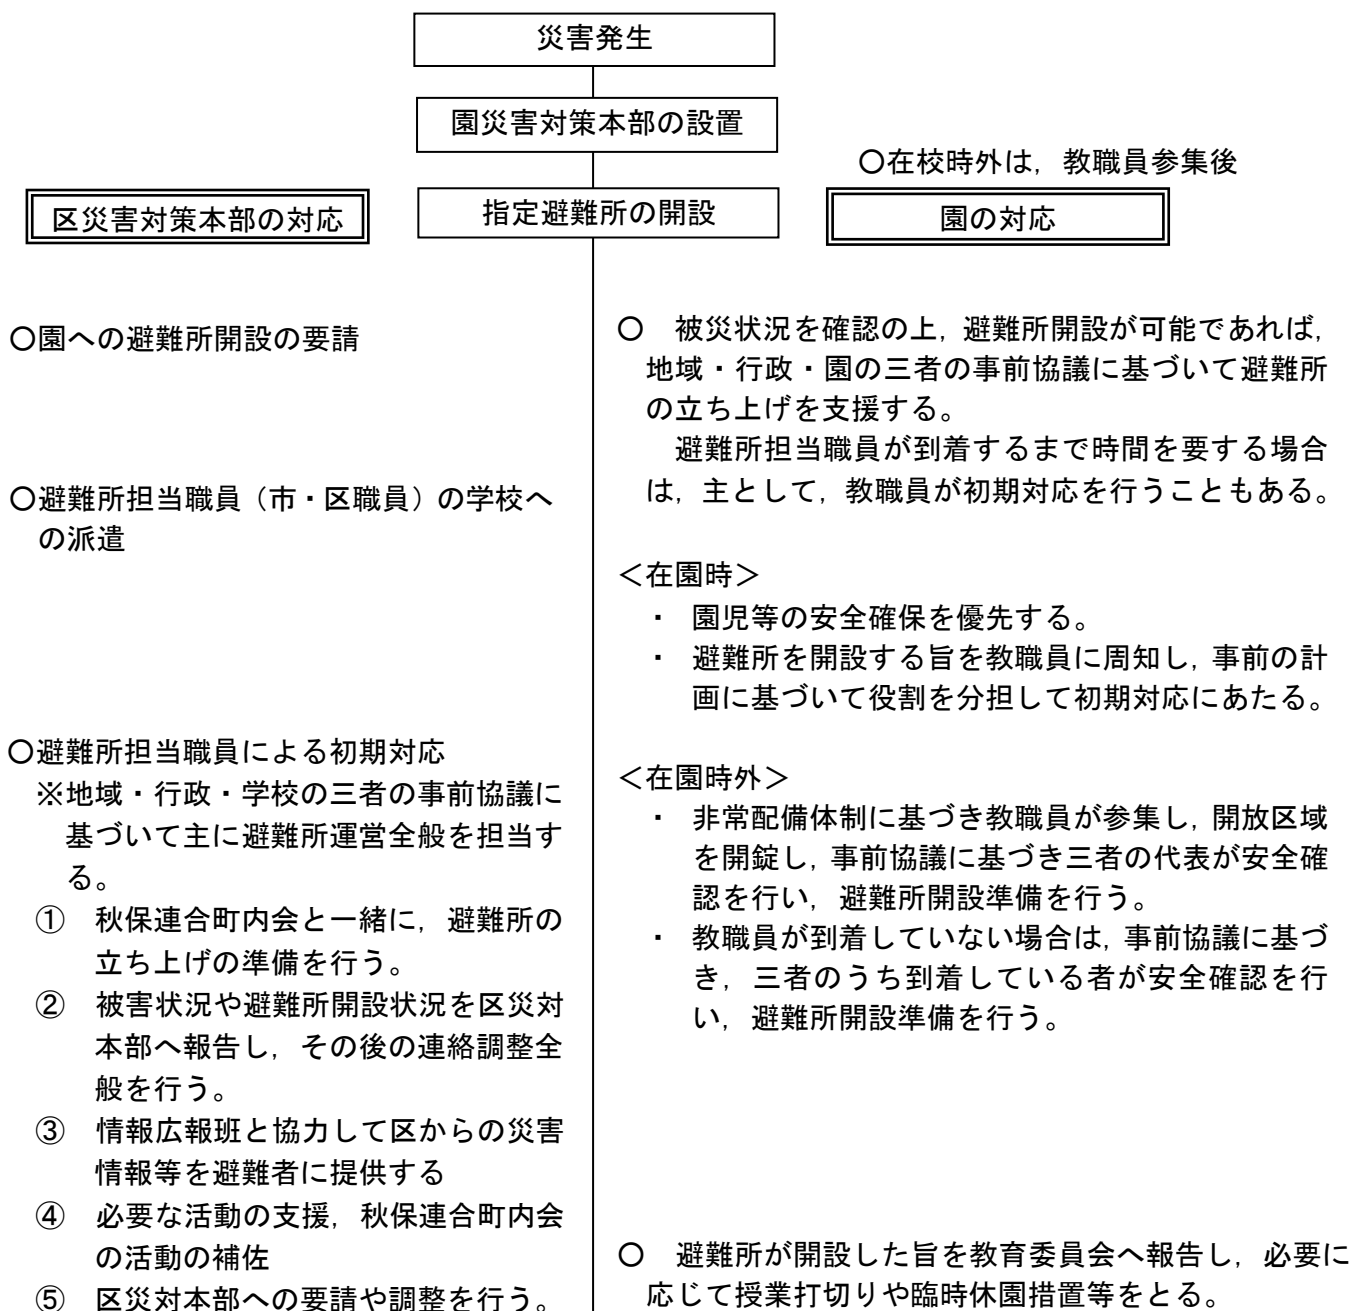 災害発生
園災害対策本部の設置
〇在校時外は，教職員参集後
区災害対策本部の対応
指定避難所の開設
園の対応
〇園への避難所開設の要請
〇避難所担当職員（市・区職員）の学校へ
の派遣
〇避難所担当職員による初期対応
※地域・行政・学校の三者の事前協議に
基づいて主に避難所運営全般を担当す
る。
①　秋保連合町内会と一緒に，避難所の
立ち上げの準備を行う。
②　被害状況や避難所開設状況を区災対
本部へ報告し，その後の連絡調整全
般を行う。
③　情報広報班と協力して区からの災害
情報等を避難者に提供する
④　必要な活動の支援，秋保連合町内会
の活動の補佐
⑤　区災対本部への要請や調整を行う。
〇　被災状況を確認の上，避難所開設が可能であれば，
地域・行政・園の三者の事前協議に基づいて避難所
の立ち上げを支援する。
避難所担当職員が到着するまで時間を要する場合
は，主として，教職員が初期対応を行うこともある。
＜在園時＞
・　園児等の安全確保を優先する。
・　避難所を開設する旨を教職員に周知し，事前の計
画に基づいて役割を分担して初期対応にあたる。
＜在園時外＞
・　非常配備体制に基づき教職員が参集し，開放区域
を開錠し，事前協議に基づき三者の代表が安全確
認を行い，避難所開設準備を行う。
・　教職員が到着していない場合は，事前協議に基づ
き，三者のうち到着している者が安全確認を行
い，避難所開設準備を行う。
〇　避難所が開設した旨を教育委員会へ報告し，必要に
応じて授業打切りや臨時休園措置等をとる。